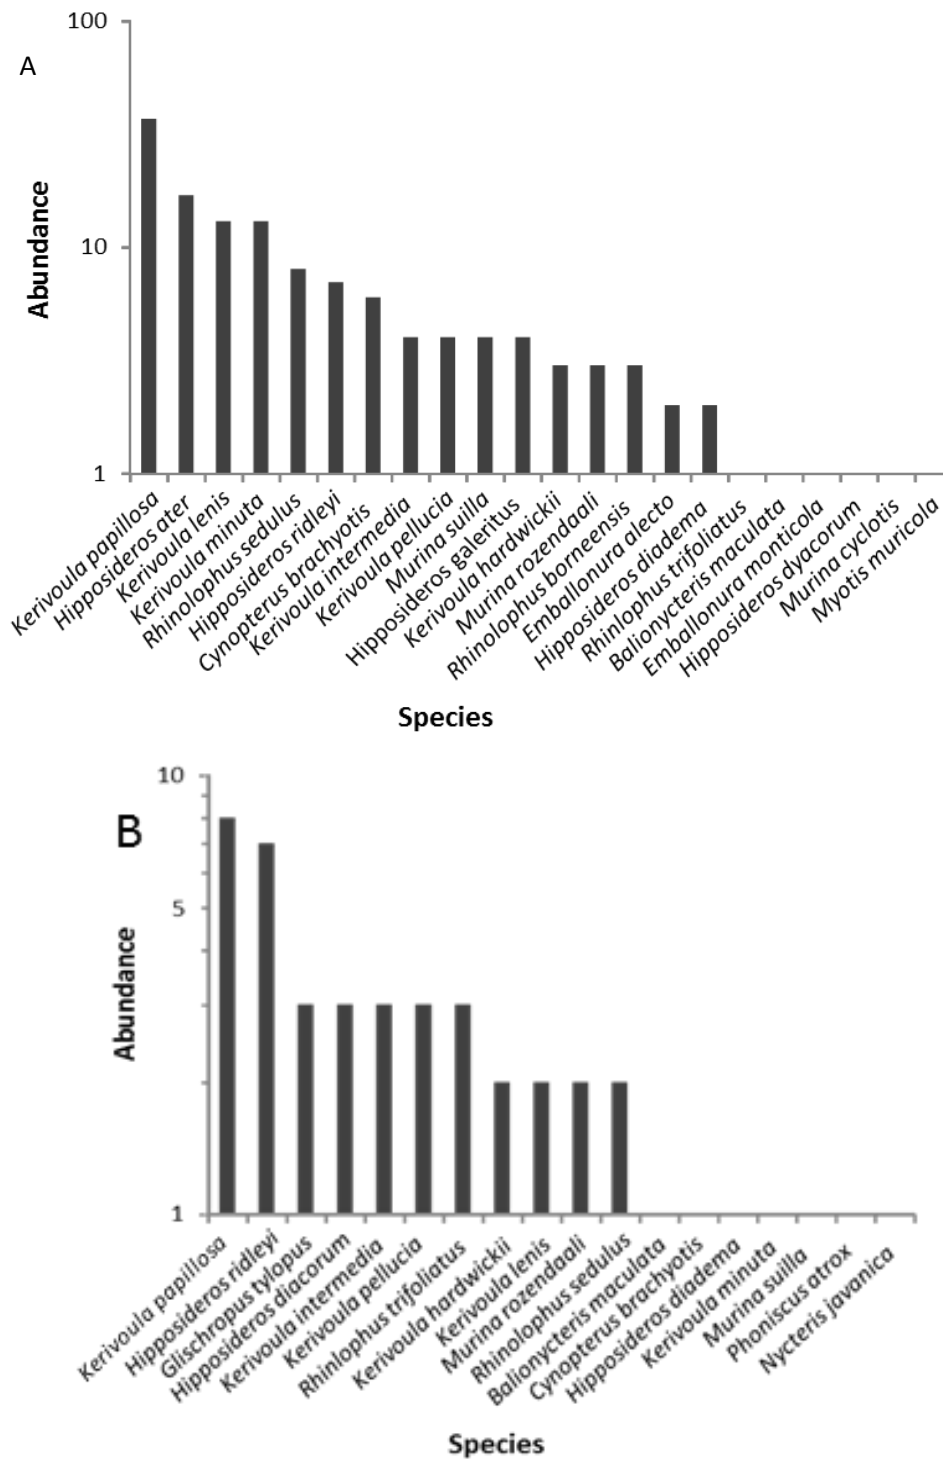 100
A
10
1
Abundance
Kerivoula papillosa
Hipposideros ater
Kerivoula lenis
Kerivoula minuta
Rhinolophus sedulus
Hipposideros ridleyi
Cynopterus brachyotis
Kerivoula intermedia
Kerivoula pellucia
Murina suilla
Hipposideros galeritus
Kerivoula hardwickii
Murina rozendaali
Rhinolophus borneensis
Emballonura alecto
Hipposideros diadema
Rhinlophus trifoliatus
Balionycteris maculata
Emballonura monticola
Hipposideros dyacorum
Murina cyclotis
Myotis muricola
Species
10
B
5
1
Abundance
Kerivoula papillosa
Hipposideros ridleyi
Glischropus tylopus
Hipposideros diacorum
Kerivoula intermedia
Kerivoula pellucia
Rhinlophus trifoliatus
Kerivoula hardwickii
Kerivoula lenis
Murina rozendaali
Rhinolophus sedulus
Balionycteris maculata
Cynopterus brachyotis
Hipposideros diadema
Kerivoula minuta
Murina suilla
Phoniscus atrox
Nycteris javanica
Species